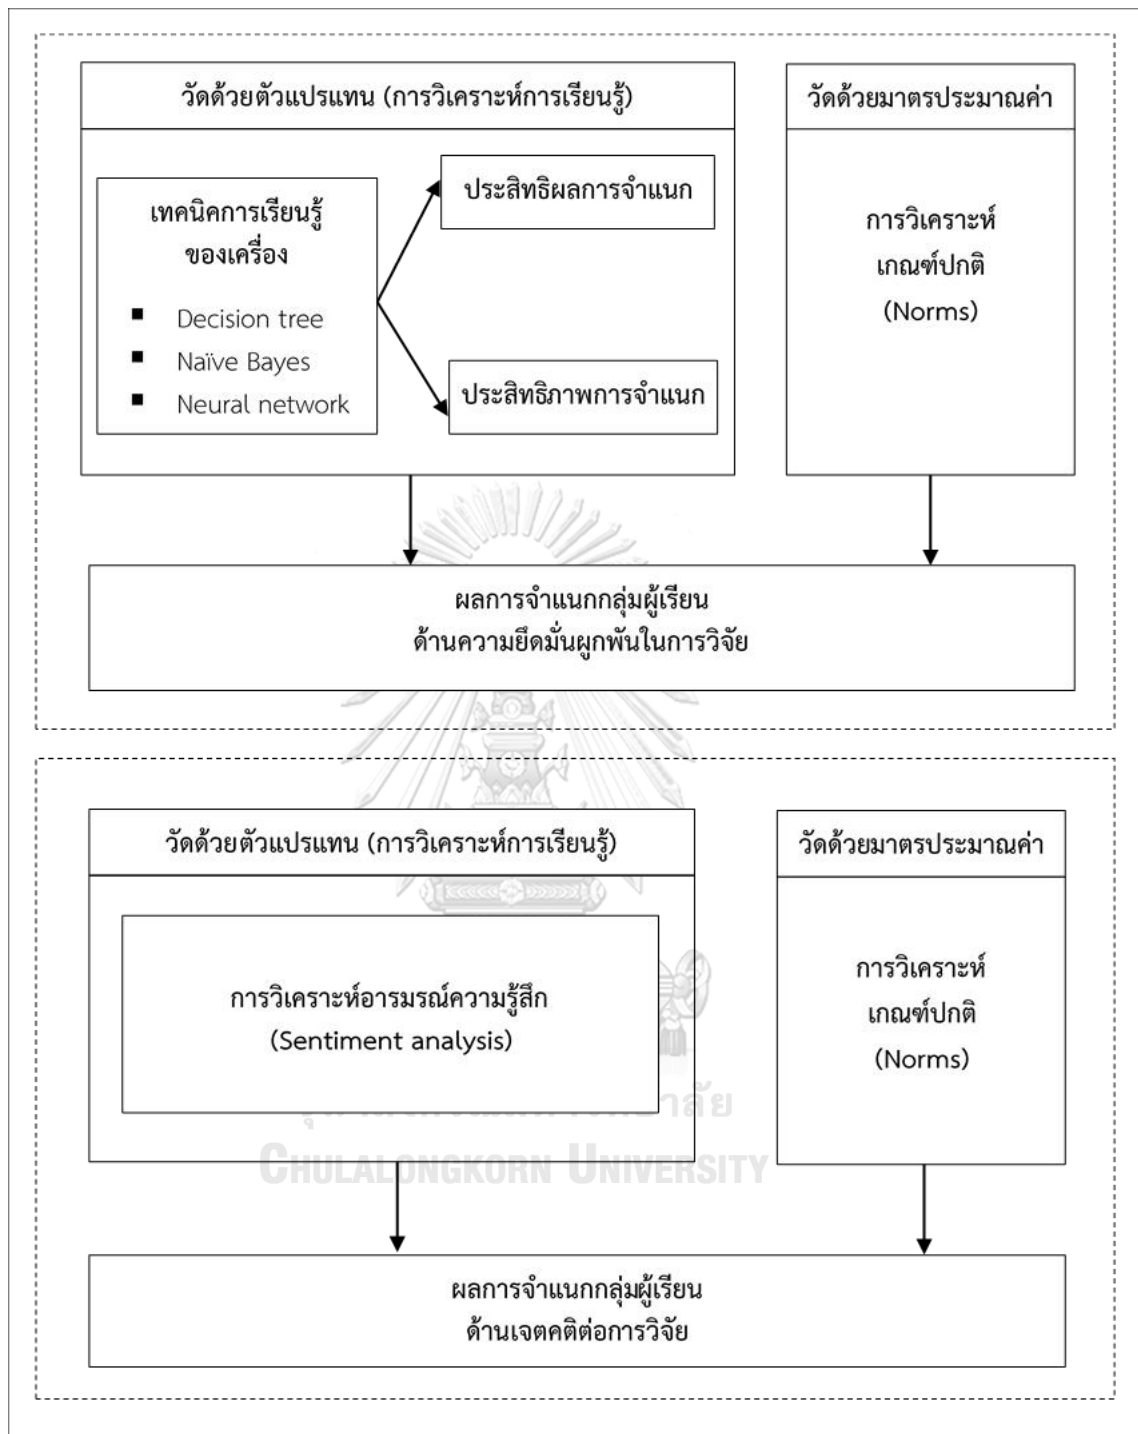 วัดด้วยตัวแปรแทน (การวิเคราะห์การเรียนรู้)
เทคนิคการเรียนรู้
ของเครื่อง
▪ Decision tree
▪ Naïve Bayes
▪ Neural network
ประสิทธิผลการจำแนก
ประสิทธิภาพการจำแนก
วัดด้วยมาตรประมาณค่า
การวิเคราะห์
เกณฑ์ปกติ
(Norms)
ผลการจำแนกกลุ่มผู้เรียน
ด้านความยึดมั่นผูกพันในการวิจัย
วัดด้วยตัวแปรแทน (การวิเคราะห์การเรียนรู้)
การวิเคราะห์อารมรณ์ความรู้สึก
(Sentiment analysis)
วัดด้วยมาตรประมาณค่า
การวิเคราะห์
เกณฑ์ปกติ
(Norms)
CHULALONGKORN UNIVERSITY
ผลการจำแนกกลุ่มผู้เรียน
ด้านเจตคติต่อการวิจัย